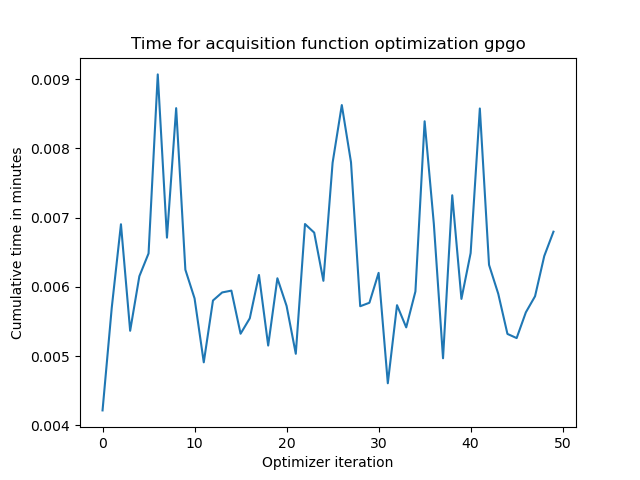 Time for acquisition function optimization gpgo
0.009
0.008
0.007
0.006
0.005
0.004
Cumulative time in minutes
0 10 20 30 40 50
Optimizer iteration